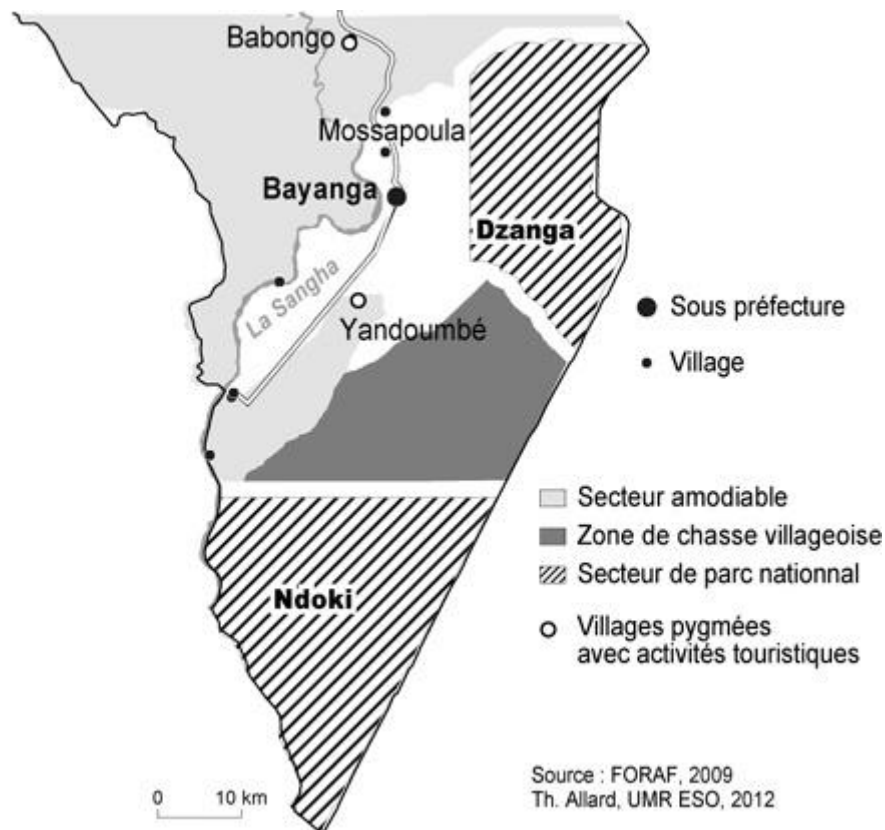 Babongo
Mossapoula
Bayanga
Dzanga
La Sangha
Yandoumbé
Ndoki
Sous préfecture
Village
Secteur amodiable
Zone de chasse villageoise
Secteur de parc nationnal
Villages pygmées
avec activités touristiques
0 10 km
Source : FORAF, 2009
Th. Allard, UMR ESO, 2012